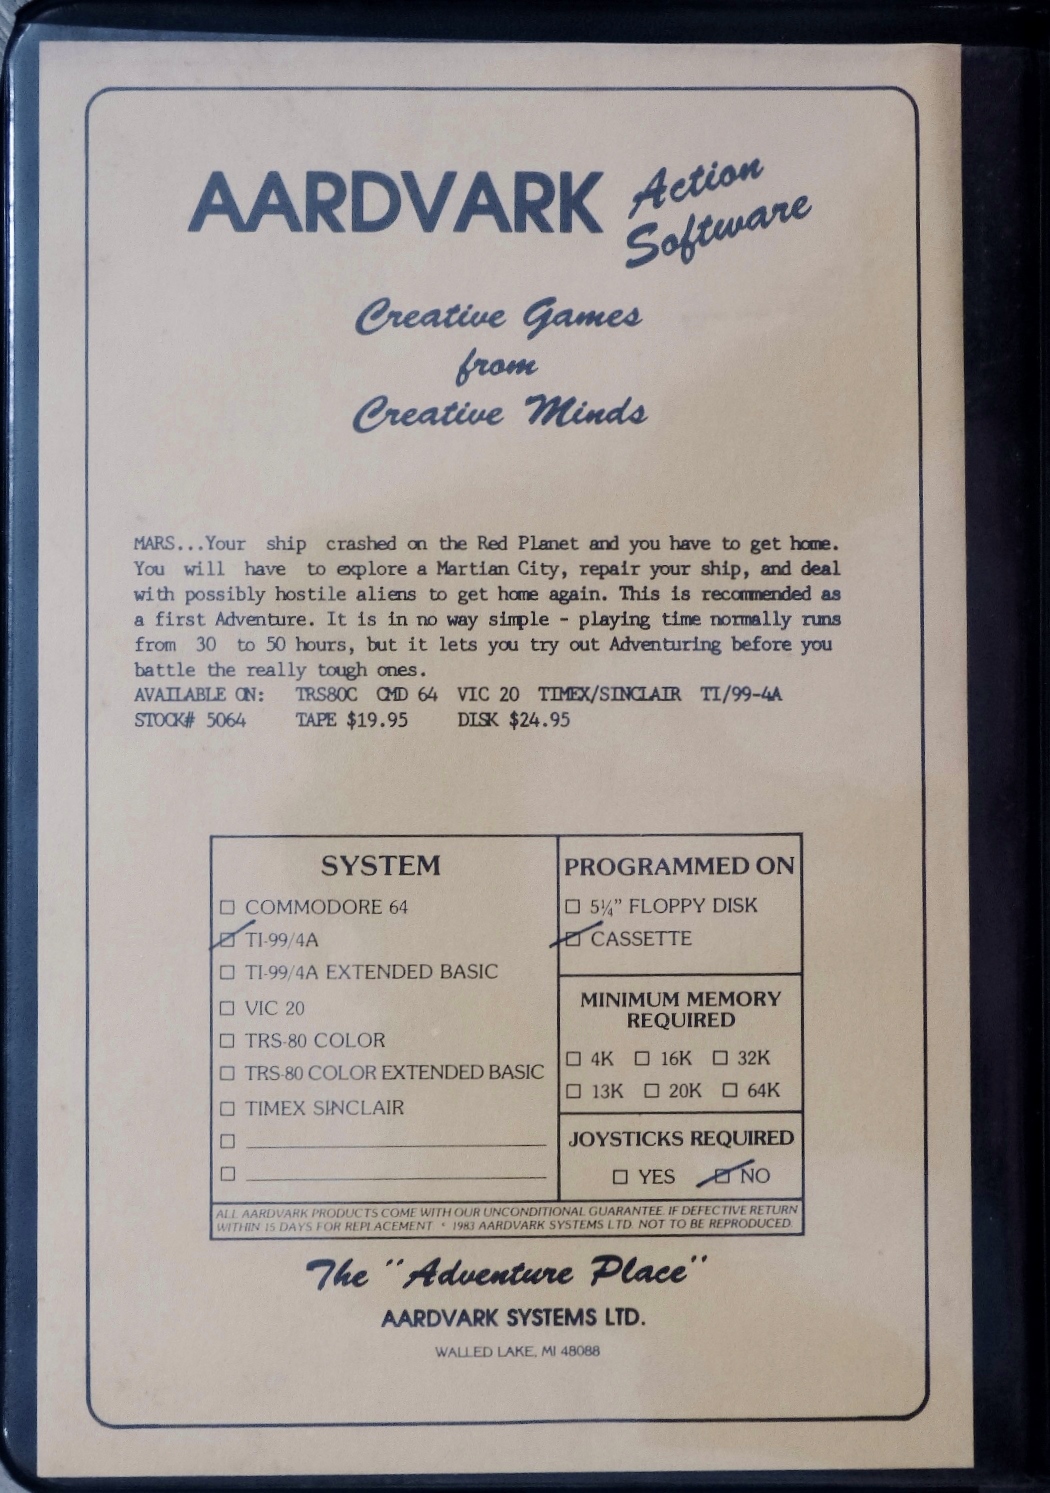 AARDVARK Action Software
Creative Games
from
Creative Minds
MARS...Your ship crashed on the Red Planet and you have to get home.
You will have to explore a Martian City, repair your ship, and deal
with possibly hostile aliens to get home again. This is recommended as
a first Adventure. It is in no way simple - playing time normally runs
from 30 to 50 hours, but it lets you try out Adventuring before you
battle the really tough ones.
AVAILABLE ON: TRS80C CMD 64 VIC 20 TIMEX/SINCLAIR TI/99-4A
STOCK# 5064 TAPE $19.95 DISK $24.95
SYSTEM
☐ COMMODORE 64
☑ TI-99/4A
☐ TI-99/4A EXTENDED BASIC
☐ VIC 20
☐ TRS-80 COLOR
☐ TRS-80 COLOR EXTENDED BASIC
☐ TIMEX SINCLAIR
☐
☐
PROGRAMMED ON
☐ 5¼" FLOPPY DISK
☑ CASSETTE
MINIMUM MEMORY
REQUIRED
☐ 4K ☐ 16K ☐ 32K
☐ 13K ☐ 20K ☐ 64K
JOYSTICKS REQUIRED
☐ YES ☑ NO
ALL AARDVARK PRODUCTS COME WITH OUR UNCONDITIONAL GUARANTEE. IF DEFECTIVE RETURN
WITHIN 15 DAYS FOR REPLACEMENT * 1983 AARDVARK SYSTEMS LTD. NOT TO BE REPRODUCED.
The "Adventure Place"
AARDVARK SYSTEMS LTD.
WALLED LAKE, MI 48088